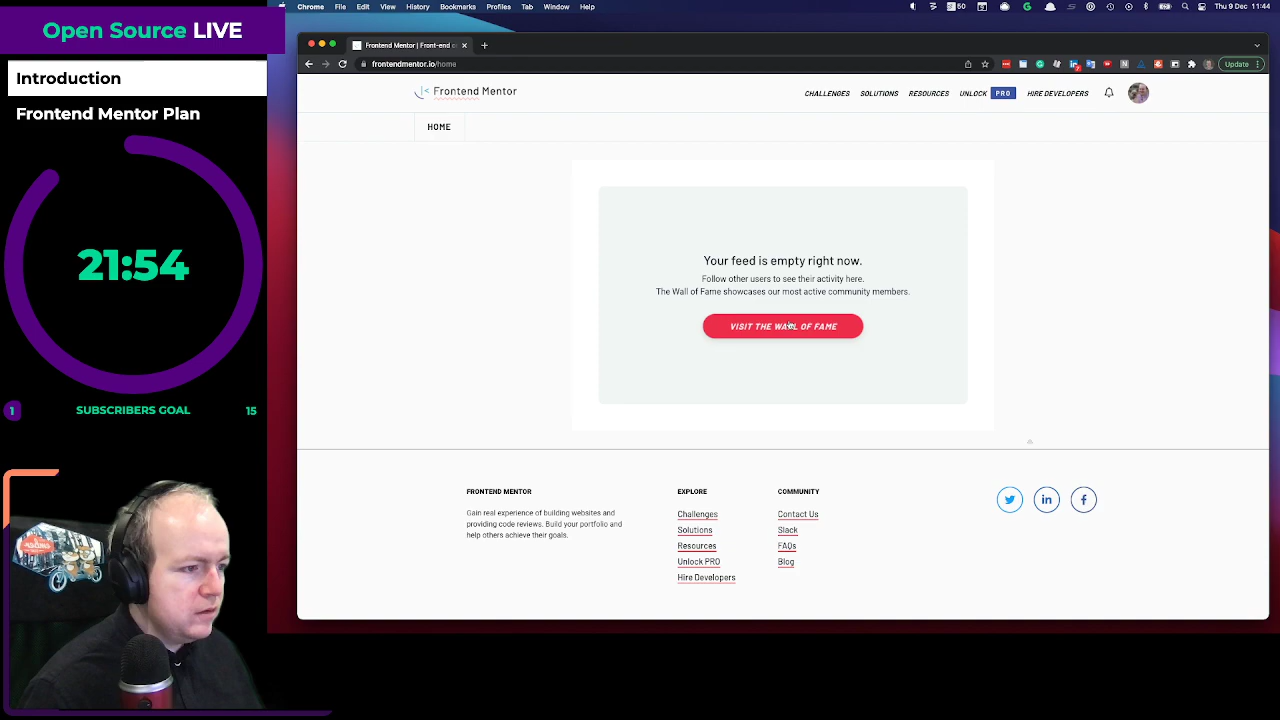 Open Source LIVE
Introduction
Frontend Mentor Plan
21:54
1 SUBSCRIBERS GOAL 15
Chrome File Edit View History Bookmarks Profiles Tab Window Help
50
Thu 9 Dec 11:44
Frontend Mentor | Front-end c
frontendmentor.io/home
Update
Frontend Mentor
CHALLENGES SOLUTIONS RESOURCES UNLOCK PRO HIRE DEVELOPERS
HOME
Your feed is empty right now.
Follow other users to see their activity here.
The Wall of Fame showcases our most active community members.
VISIT THE WALL OF FAME
FRONTEND MENTOR
Gain real experience of building websites and
providing code reviews. Build your portfolio and
help others achieve their goals.
EXPLORE
Challenges
Solutions
Resources
Unlock PRO
Hire Developers
COMMUNITY
Contact Us
Slack
FAQs
Blog